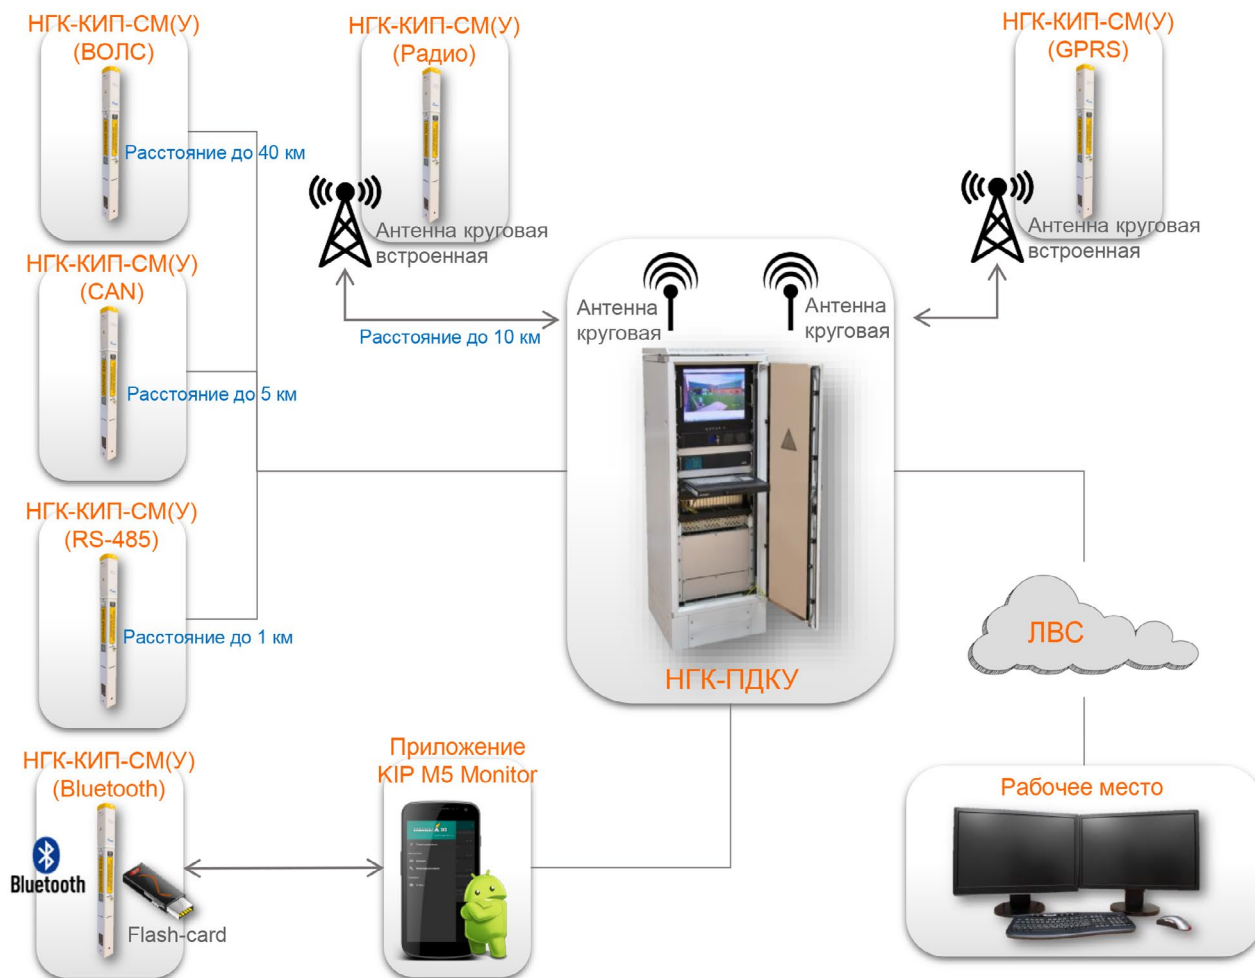 НГК-КИП-СМ(У)
(ВОЛС)
Расстояние до 40 км
НГК-КИП-СМ(У)
(Радио)
Антенна круговая
встроенная
Расстояние до 10 км
НГК-КИП-СМ(У)
(GPRS)
Антенна круговая
встроенная
НГК-КИП-СМ(У)
(CAN)
Расстояние до 5 км
Антенна
круговая
Антенна
круговая
НГК-ПДКУ
НГК-КИП-СМ(У)
(RS-485)
Расстояние до 1 км
ЛВС
НГК-КИП-СМ(У)
(Bluetooth)
Bluetooth
Flash-card
Приложение
KIP M5 Monitor
Рабочее место